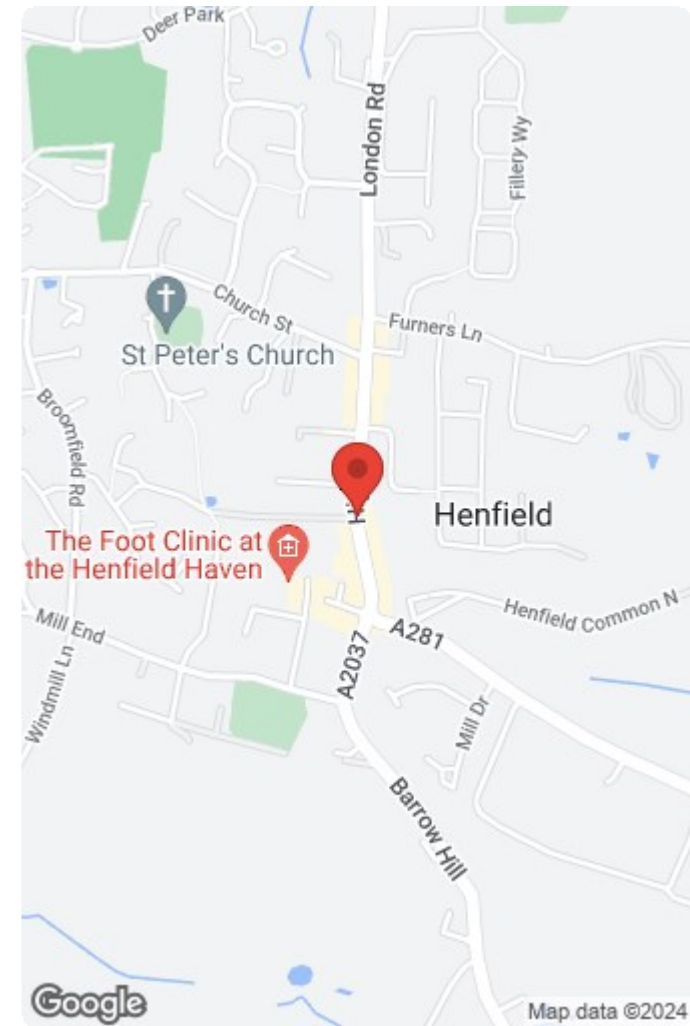 Deer Park
London Rd
Fillery Wy
Church St
Furners Ln
St Peter's Church
Broomfield Rd
Henfield
The Foot Clinic at
the Henfield Haven
Henfield Common N
Mill End
A281
A2037
Windmill Ln
Mill Dr
Barrow Hill
Google
Map data ©2024